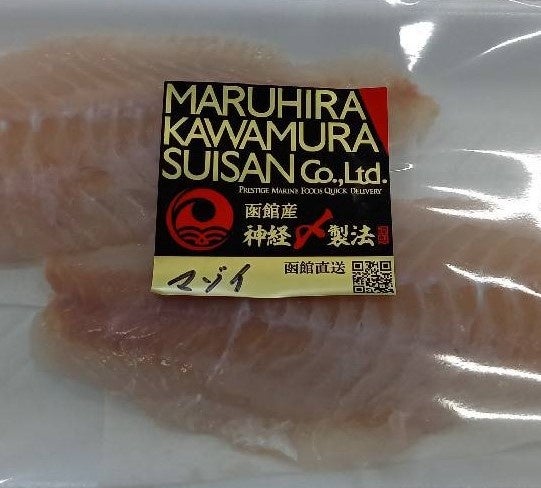 MARUHIRA
KAWAMURA
SUISAN Co.,Ltd.
PRESTIGE MARINE FOODS QUICK DELIVERY
函館産
神経〆製法
函館直送
マゾイ